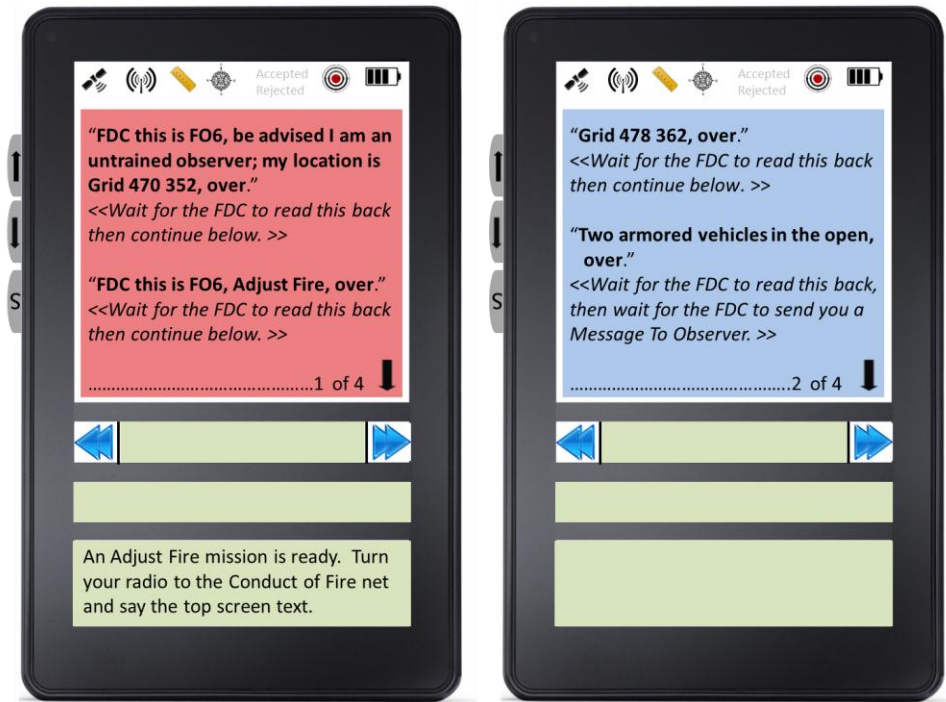 Accepted
Rejected
“FDC this is FO6, be advised I am an
untrained observer; my location is
Grid 470 352, over.”
<<Wait for the FDC to read this back
then continue below. >>
“FDC this is FO6, Adjust Fire, over.”
<<Wait for the FDC to read this back
then continue below. >>
.............................................1 of 4
S
An Adjust Fire mission is ready. Turn
your radio to the Conduct of Fire net
and say the top screen text.
Accepted
Rejected
“Grid 478 362, over.”
<<Wait for the FDC to read this back
then continue below. >>
“Two armored vehicles in the open,
over.”
<<Wait for the FDC to read this back,
then wait for the FDC to send you a
Message To Observer. >>
............................................2 of 4
S